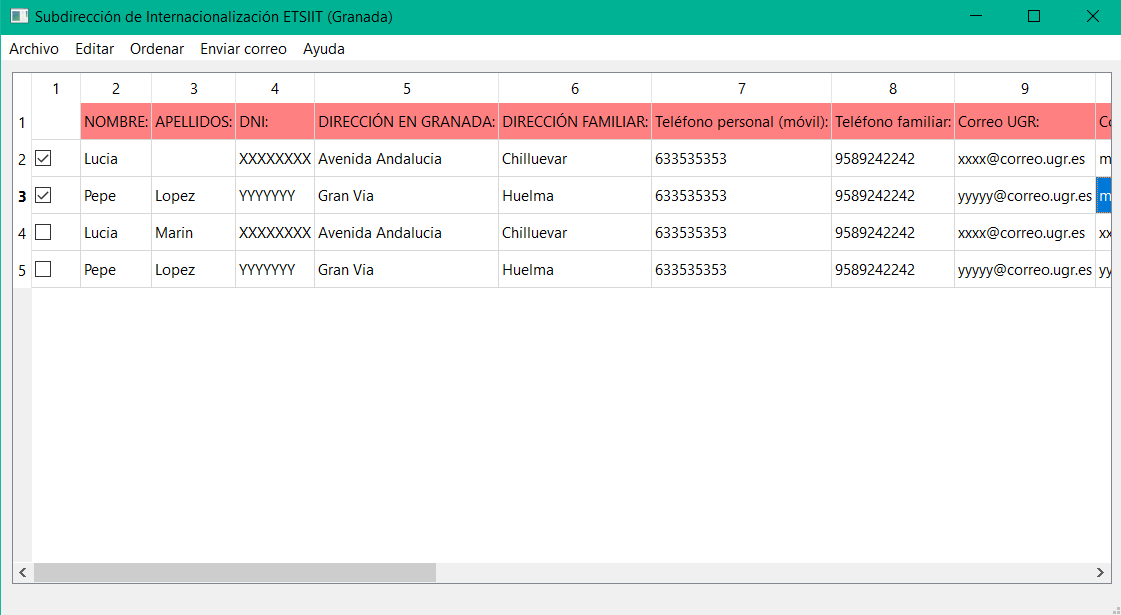 Subdirección de Internacionalización ETSIIT (Granada)
Archivo Editar Ordenar Enviar correo Ayuda
1 2 3 4 5 6 7 8 9
1 NOMBRE: APELLIDOS: DNI: DIRECCIÓN EN GRANADA: DIRECCIÓN FAMILIAR: Teléfono personal (móvil): Teléfono familiar: Correo UGR: Co
2 Lucia XXXXXXXX Avenida Andalucia Chilluevar 633535353 9589242242 xxxx@correo.ugr.es m
3 Pepe Lopez YYYYYYY Gran Via Huelma 633535353 9589242242 yyyyy@correo.ugr.es m
4 Lucia Marin XXXXXXXX Avenida Andalucia Chilluevar 633535353 9589242242 xxxx@correo.ugr.es xx
5 Pepe Lopez YYYYYYY Gran Via Huelma 633535353 9589242242 yyyyy@correo.ugr.es yy